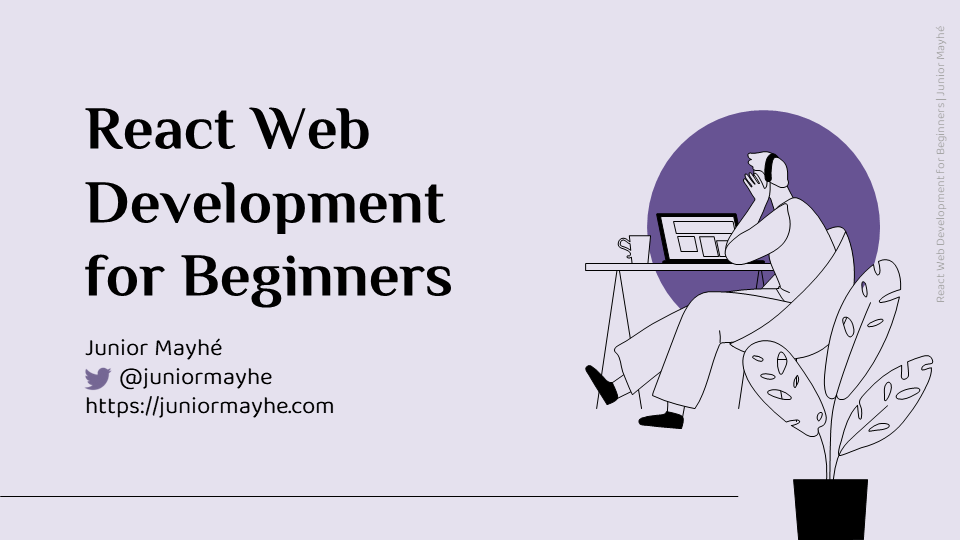 React Web
Development
for Beginners
Junior Mayhé
@juniormayhe
https://juniormayhe.com
React Web Development for Beginners | Junior Mayhé